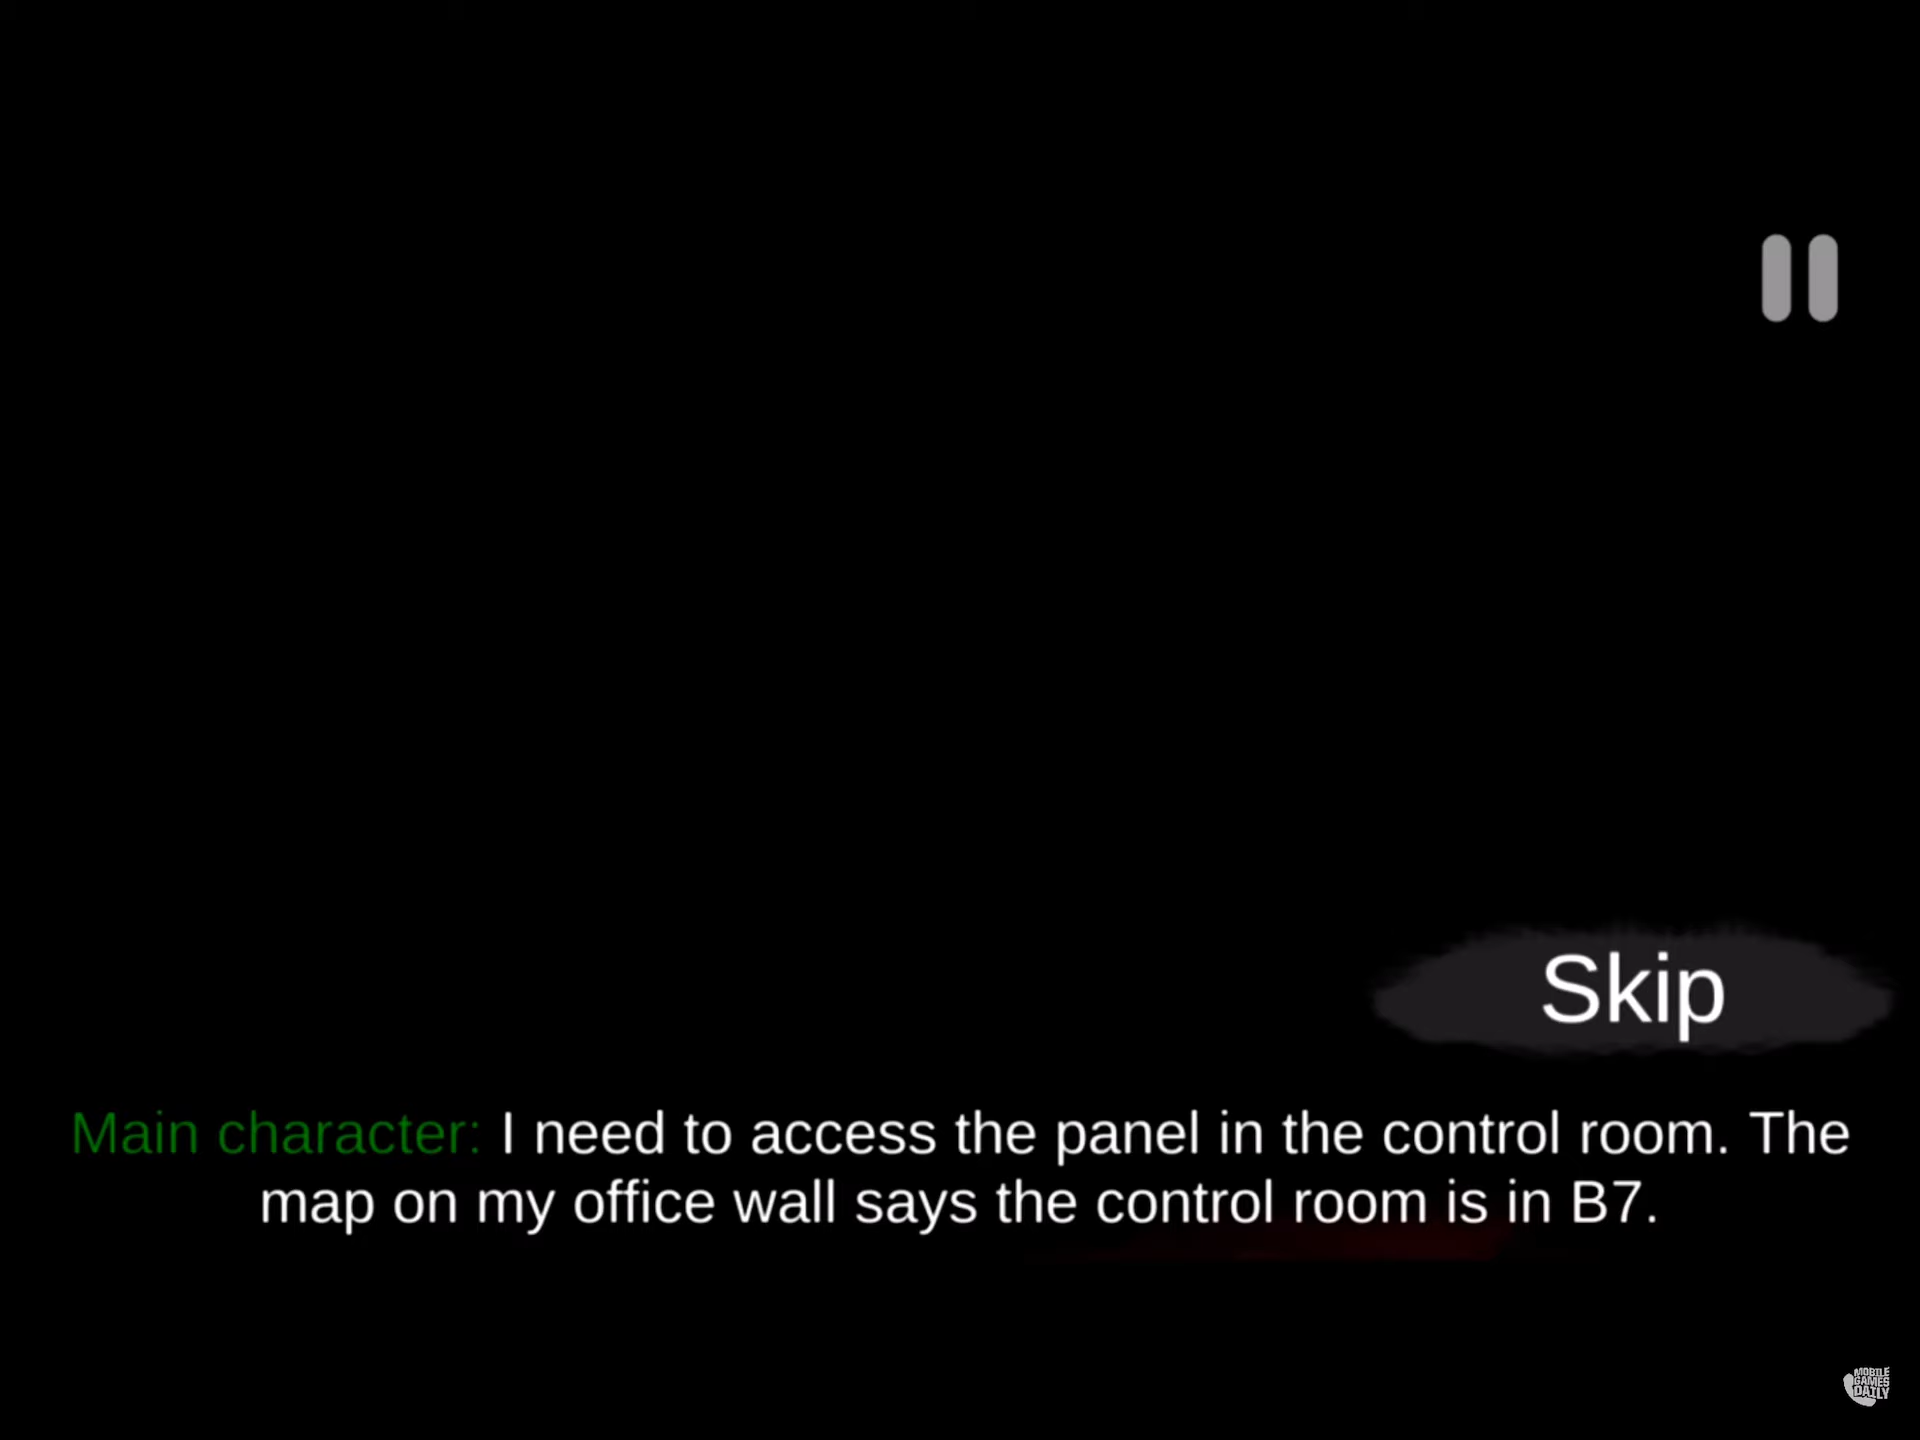 Skip
Main character: I need to access the panel in the control room. The
map on my office wall says the control room is in B7.
MOBILE
GAMES
DAILY